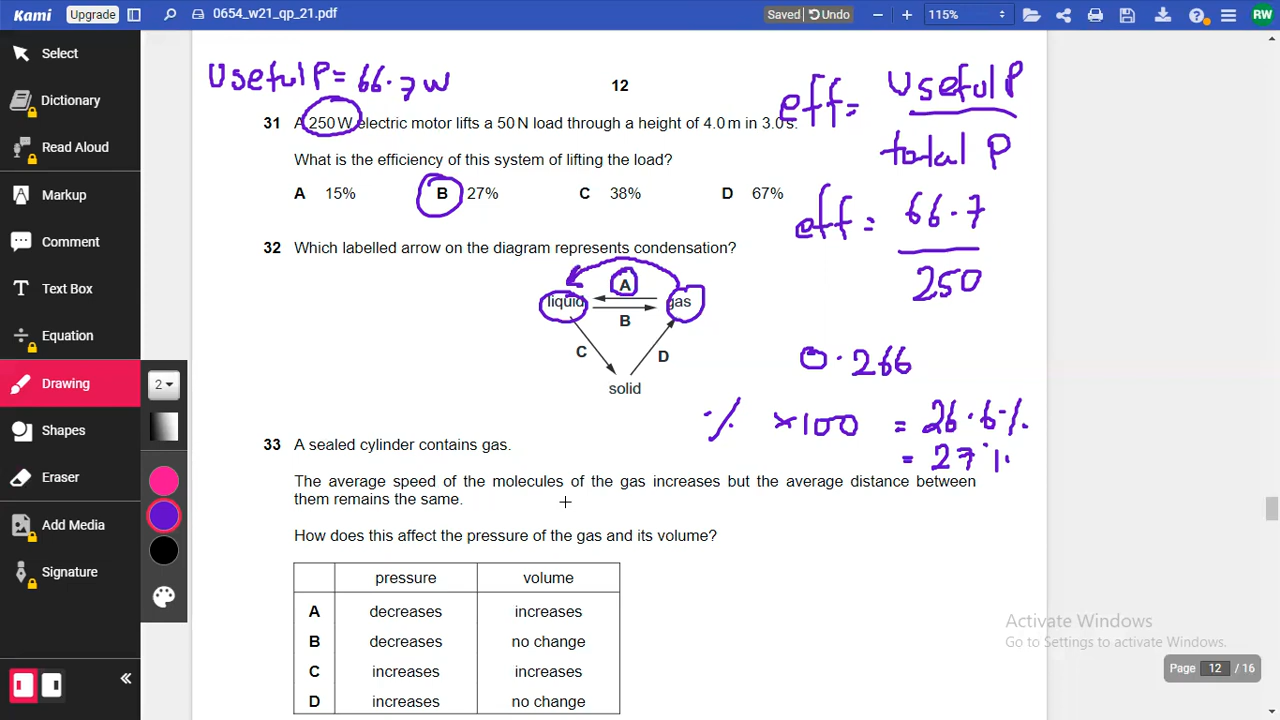 Kami Upgrade 0654_w21_qp_21.pdf Saved Undo 115% RW
Select
Dictionary
Read Aloud
Markup
Comment
Text Box
Equation
Drawing
2
Shapes
Eraser
Add Media
Signature
Useful P = 66.7 W
12
eff = Useful P
total P
31 A 250 W electric motor lifts a 50 N load through a height of 4.0 m in 3.0 s.
What is the efficiency of this system of lifting the load?
A 15% B 27% C 38% D 67%
eff = 66.7
250
32 Which labelled arrow on the diagram represents condensation?
A
liquid gas
B
C D
solid
0.266
% ×100 = 26.6%
= 27%
33 A sealed cylinder contains gas.
The average speed of the molecules of the gas increases but the average distance between
them remains the same.
How does this affect the pressure of the gas and its volume?
pressure volume
A decreases increases
B decreases no change
C increases increases
D increases no change
Activate Windows
Go to Settings to activate Windows.
Page 12 / 16